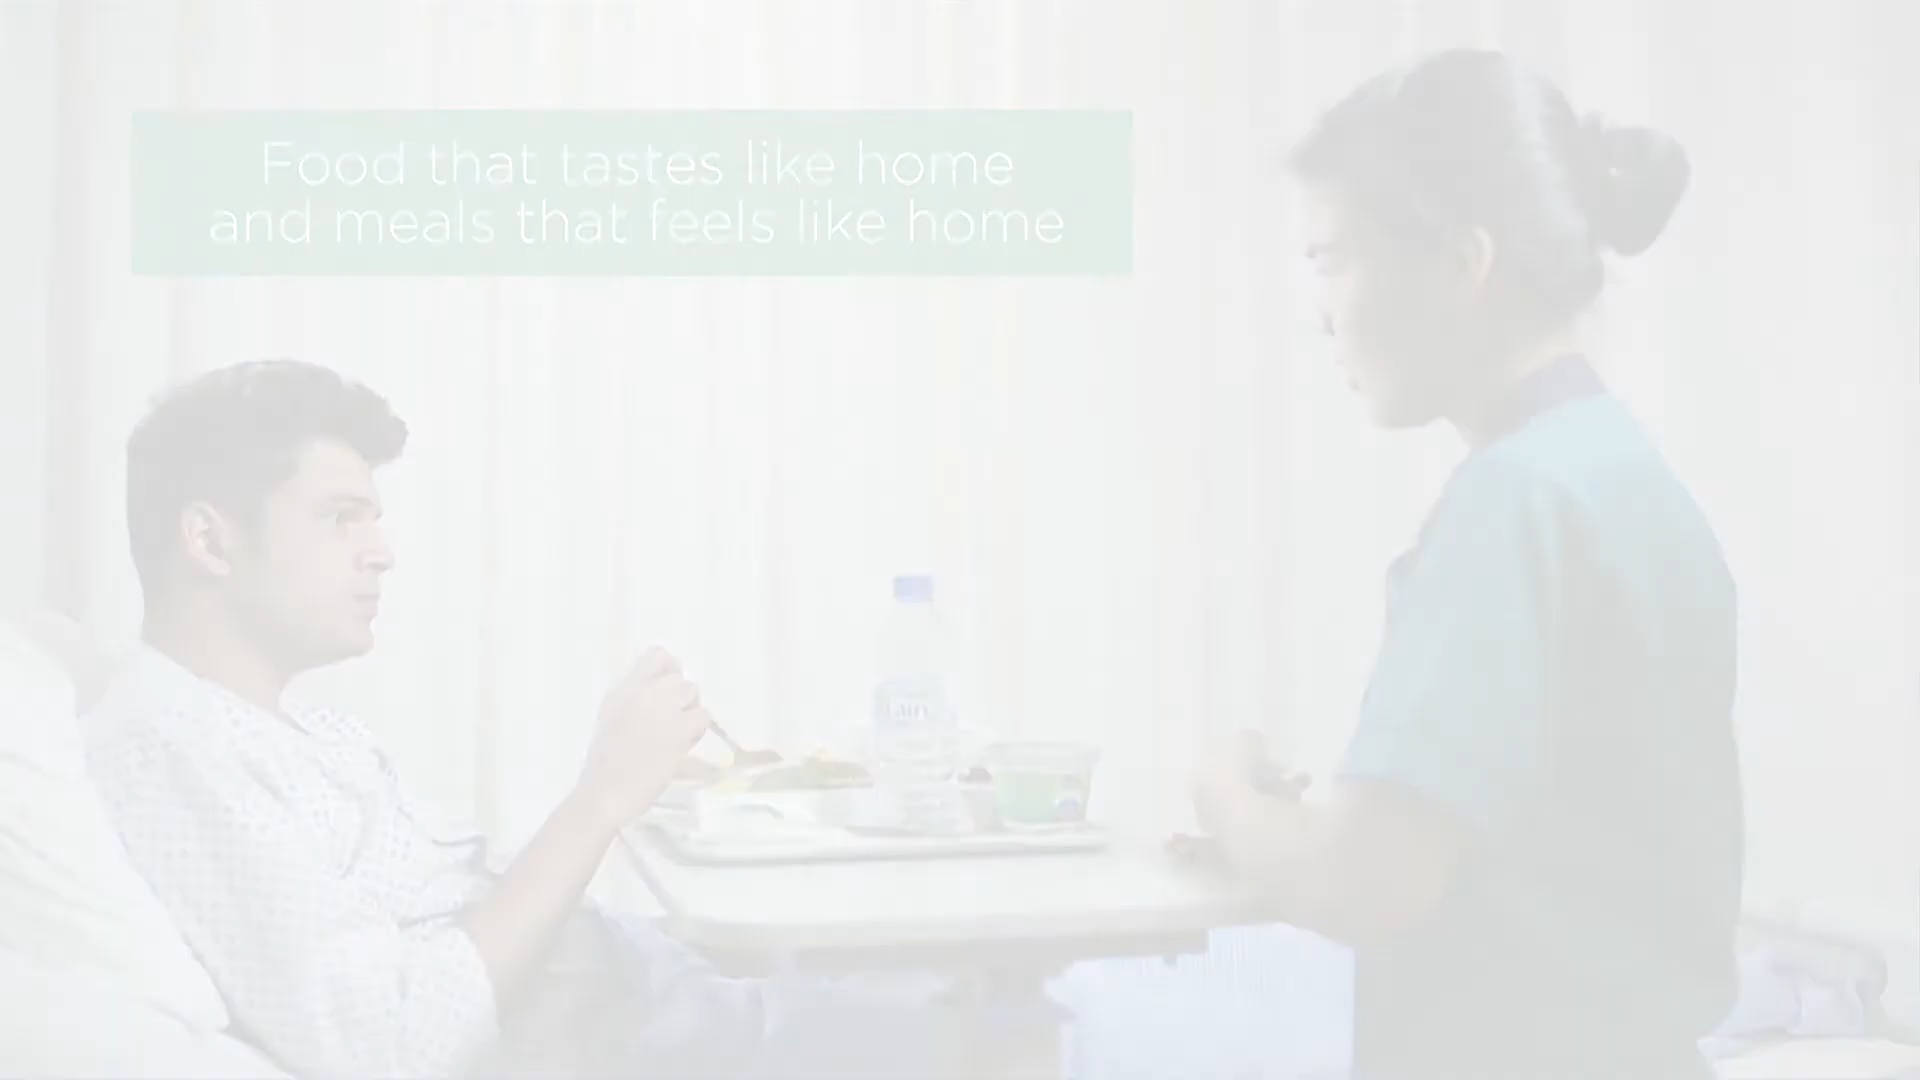 Food that tastes like home
and meals that feels like home